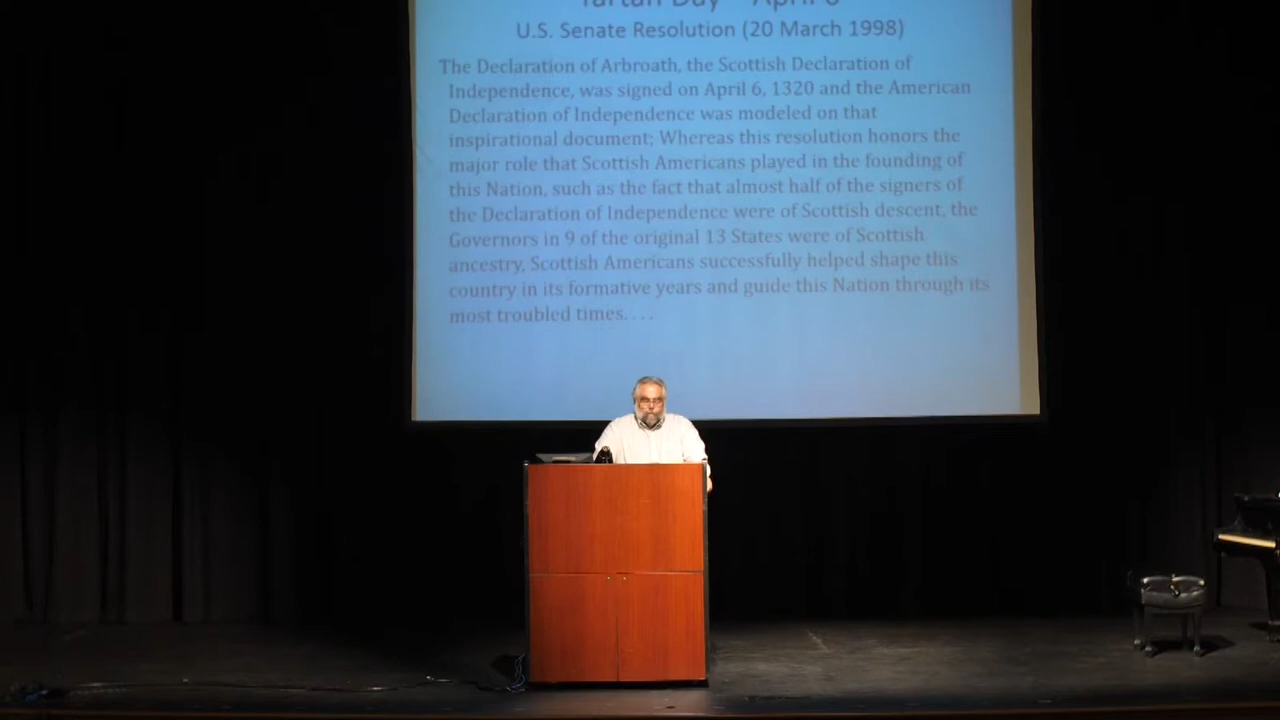 Tartan Day – April 6
U.S. Senate Resolution (20 March 1998)
The Declaration of Arbroath, the Scottish Declaration of
Independence, was signed on April 6, 1320 and the American
Declaration of Independence was modeled on that
inspirational document; Whereas this resolution honors the
major role that Scottish Americans played in the founding of
this Nation, such as the fact that almost half of the signers of
the Declaration of Independence were of Scottish descent, the
Governors in 9 of the original 13 States were of Scottish
ancestry, Scottish Americans successfully helped shape this
country in its formative years and guide this Nation through its
most troubled times. . . .